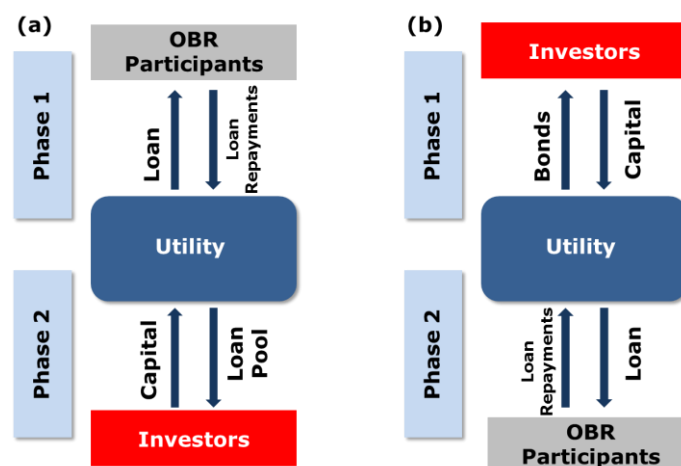 (a)
OBR
Participants
Phase 1
Loan
Loan
Repayments
Utility
Phase 2
Capital
Loan
Pool
Investors
(b)
Investors
Phase 1
Bonds
Capital
Utility
Phase 2
Loan
Repayments
Loan
OBR
Participants